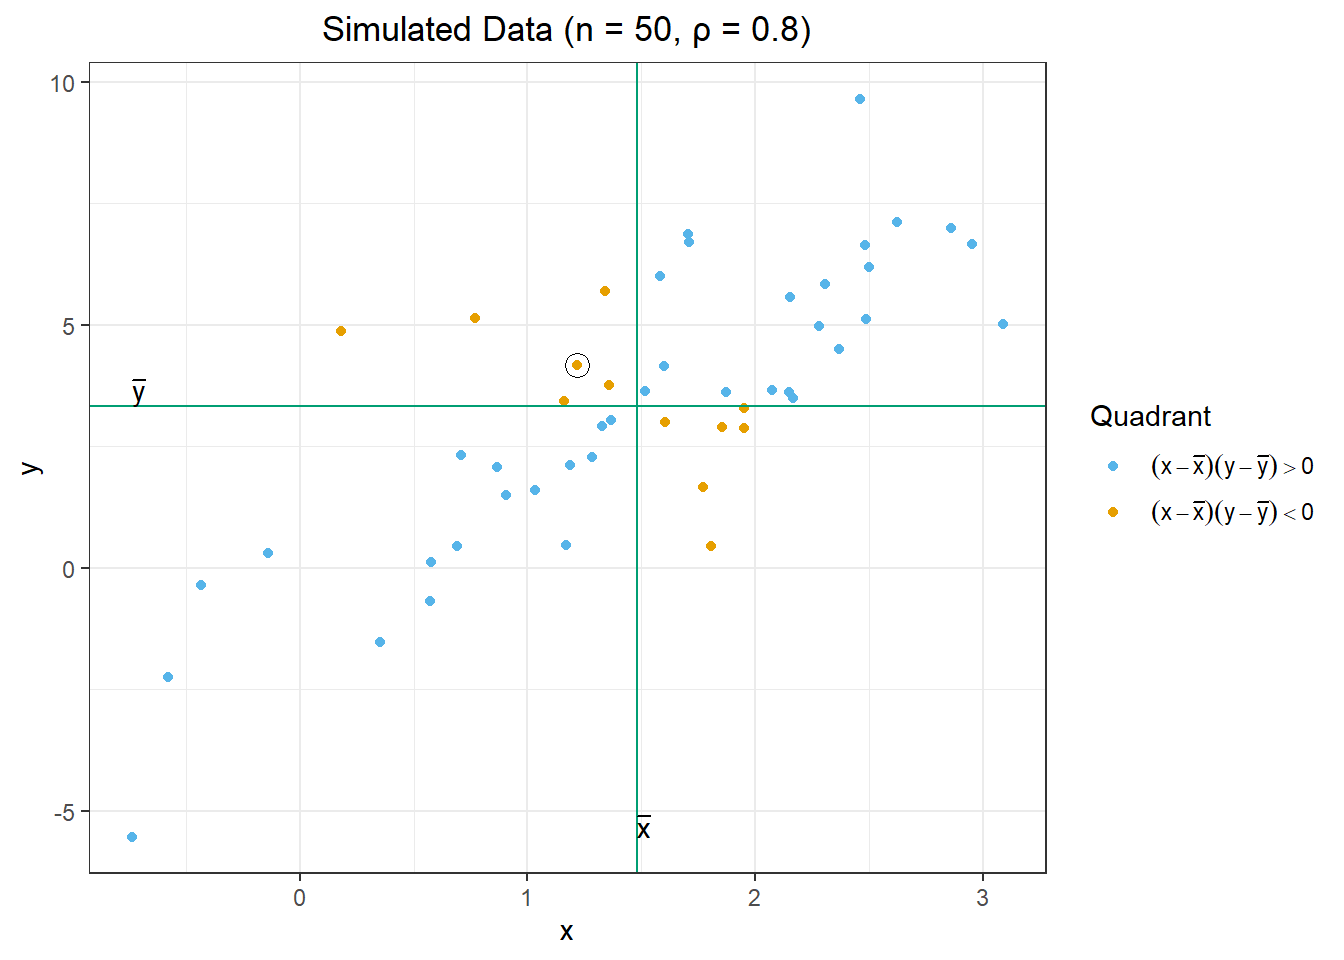 Simulated Data (n = 50, ρ = 0.8)
10
5
0
-5
y
y̅
x̅
0 1 2 3
x
Quadrant
(x − x̅)(y − y̅) > 0
(x − x̅)(y − y̅) < 0